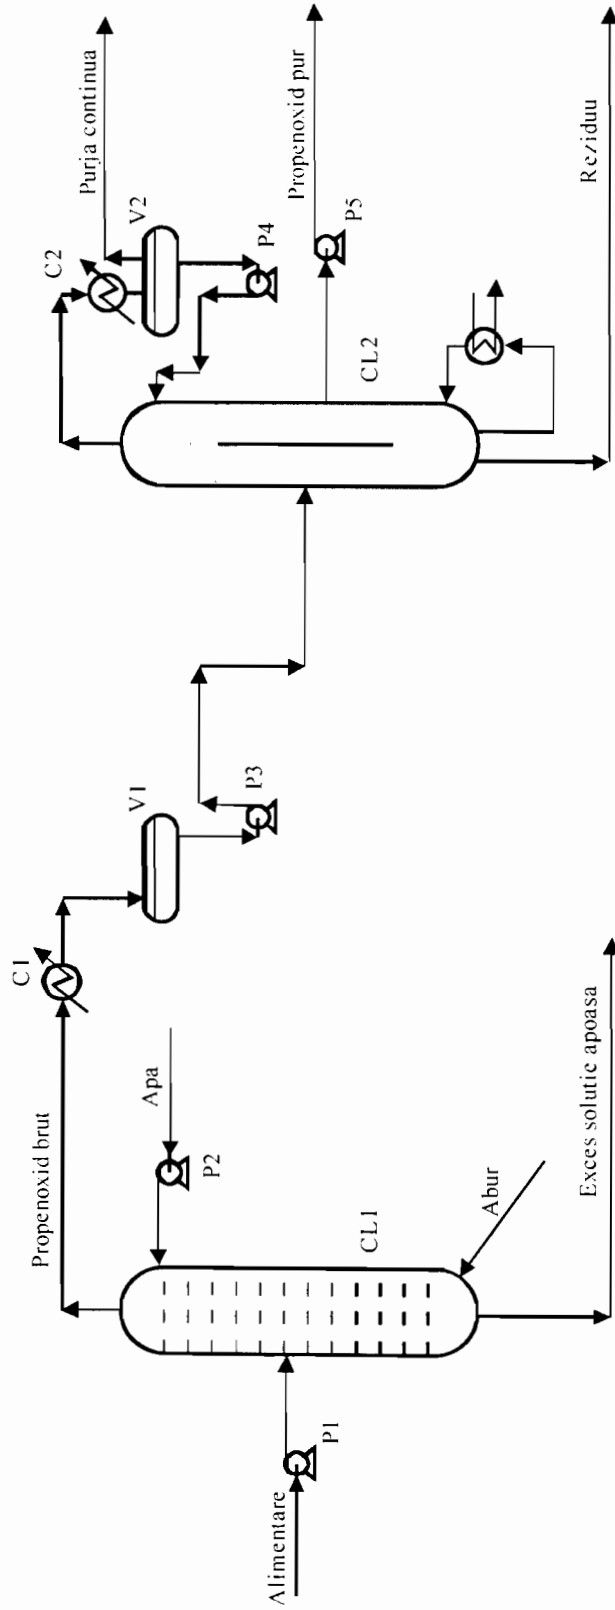 Alimentare
P1
CL1
Propenoxid brut
P2
Apa
Abur
Exces solutie apoasa
C1
V1
P3
CL2
C2
V2
P4
P5
Purja continua
Propenoxid pur
Reziduu